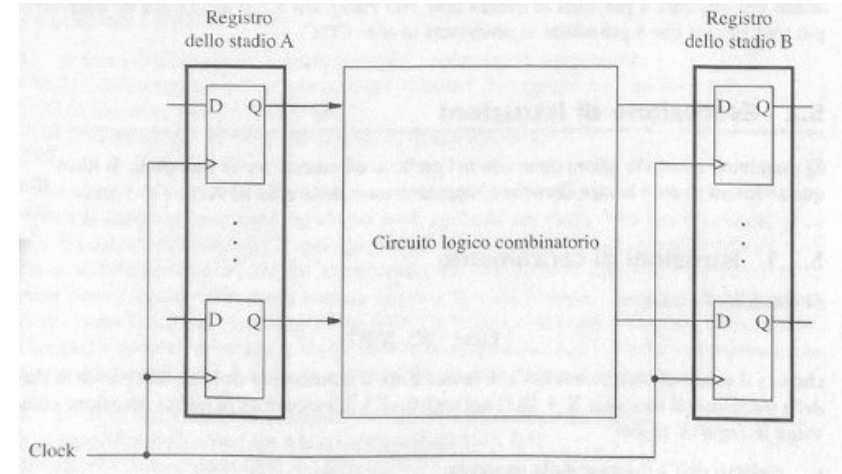 Registro
dello stadio A
Registro
dello stadio B
D Q
D Q
Circuito logico combinatorio
D Q
D Q
Clock